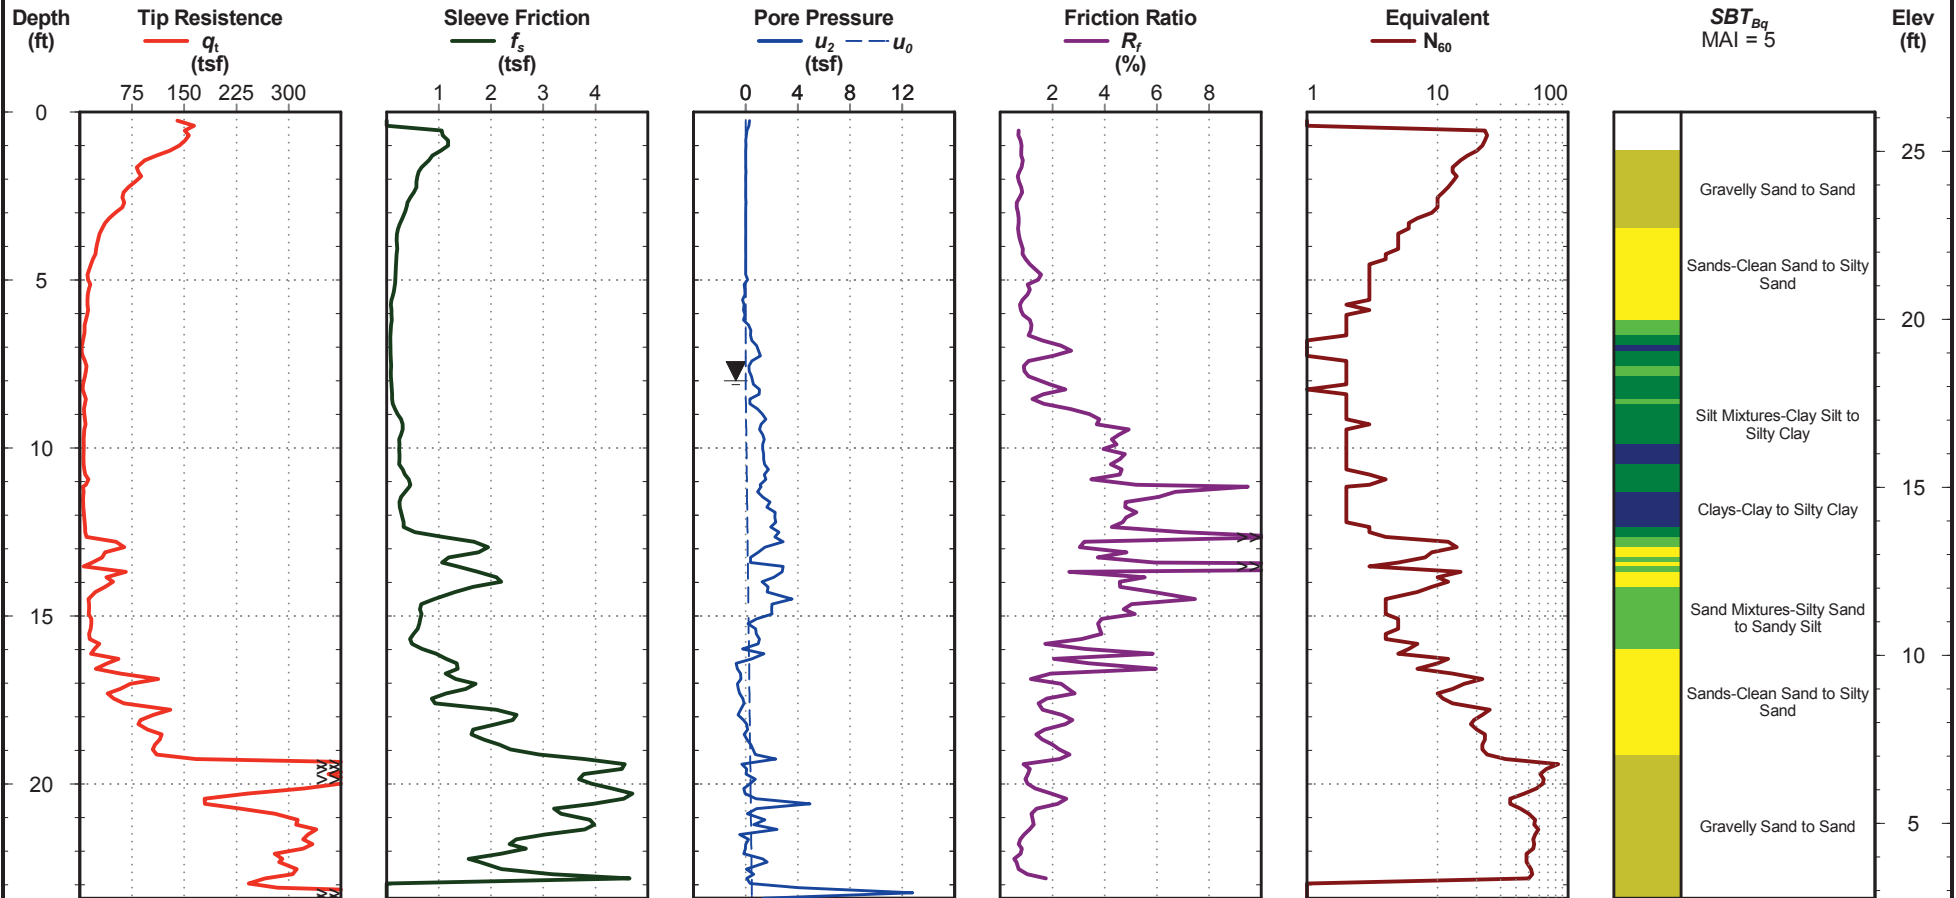 Depth
(ft)
Tip Resistence
qt
(tsf)
75 150 225 300
Sleeve Friction
fs
(tsf)
1 2 3 4
Pore Pressure
u2 u0
(tsf)
0 4 8 12
Friction Ratio
Rf
(%)
2 4 6 8
Equivalent
N60
1 10 100
SBTBq
MAI = 5
Elev
(ft)
0
5
10
15
20
>>
>>
>>
>>
>>
>>
Gravelly Sand to Sand
Sands-Clean Sand to Silty
Sand
Silt Mixtures-Clay Silt to
Silty Clay
Clays-Clay to Silty Clay
Sand Mixtures-Silty Sand
to Sandy Silt
Sands-Clean Sand to Silty
Sand
Gravelly Sand to Sand
25
20
15
10
5